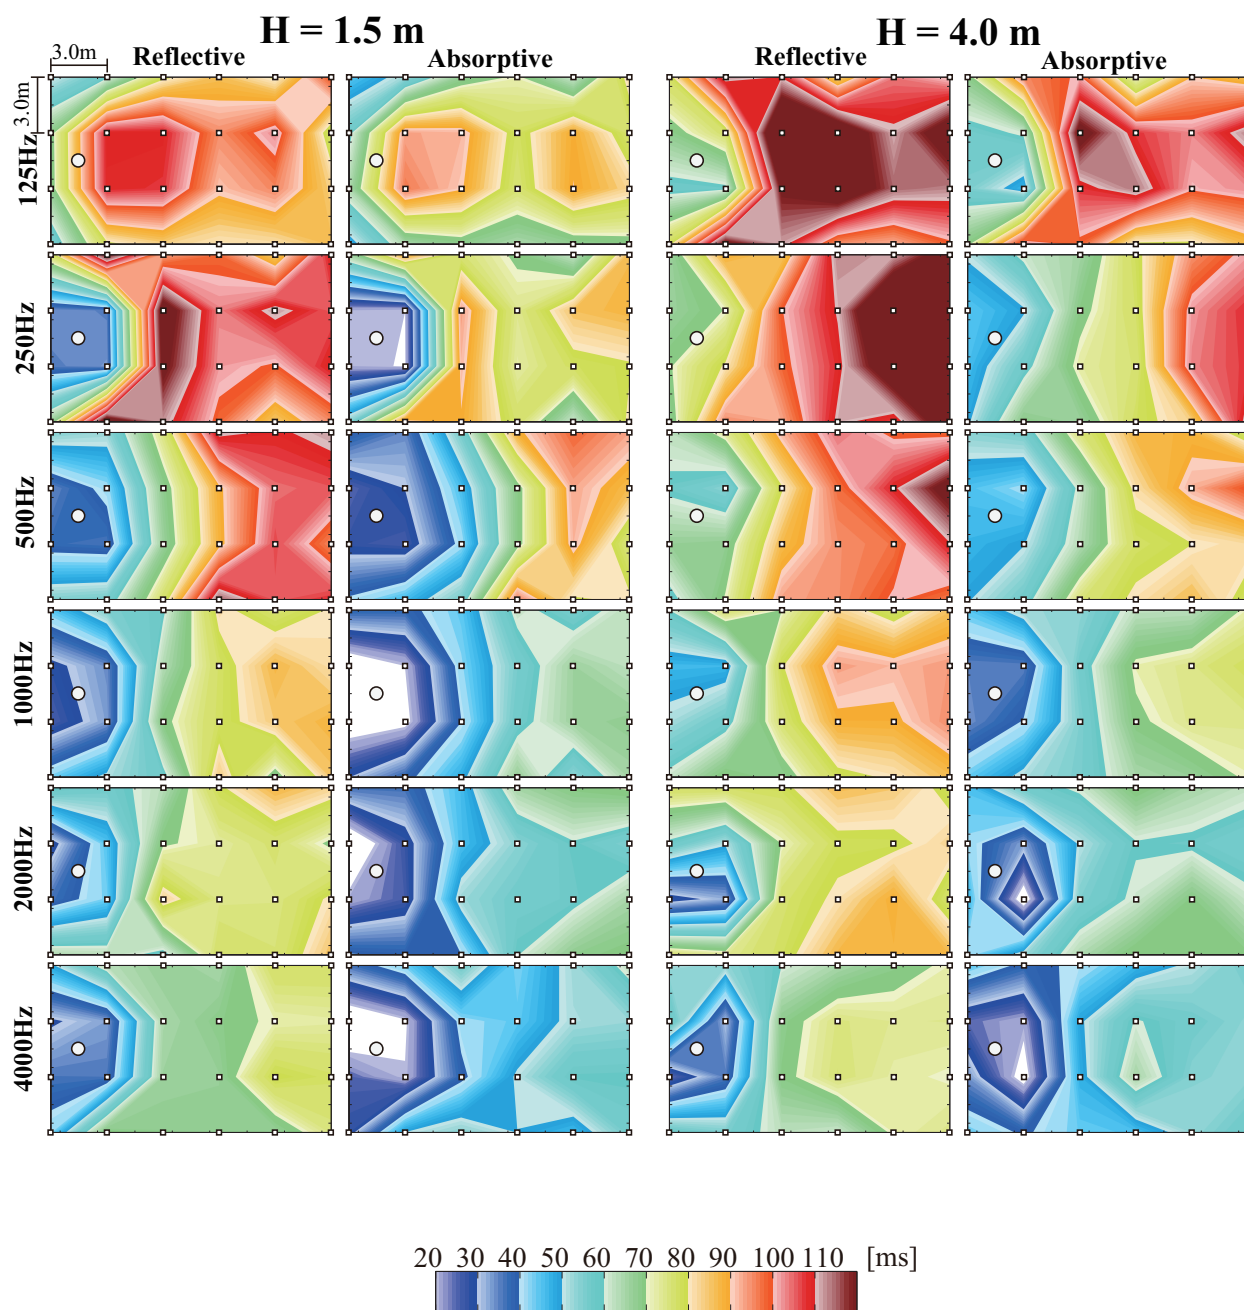 H = 1.5 m
H = 4.0 m
3.0m
Reflective
Absorptive
Reflective
Absorptive
3.0m
125Hz
250Hz
500Hz
1000Hz
2000Hz
4000Hz
20 30 40 50 60 70 80 90 100 110 [ms]